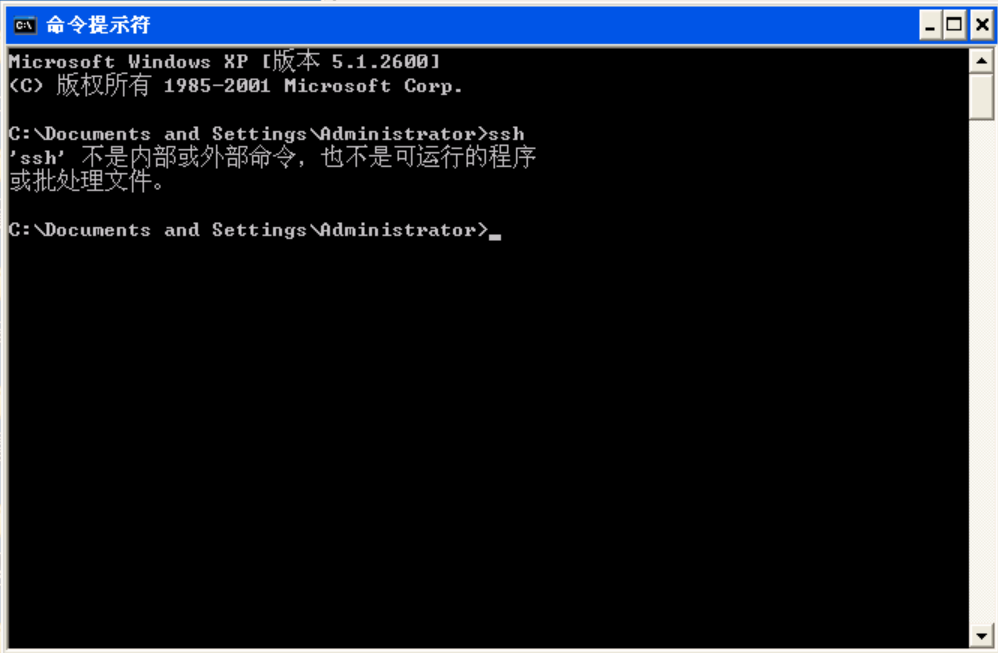 命令提示符
Microsoft Windows XP [版本 5.1.2600]
(C) 版权所有 1985-2001 Microsoft Corp.
C:\Documents and Settings\Administrator>ssh
'ssh' 不是内部或外部命令，也不是可运行的程序
或批处理文件。
C:\Documents and Settings\Administrator>_